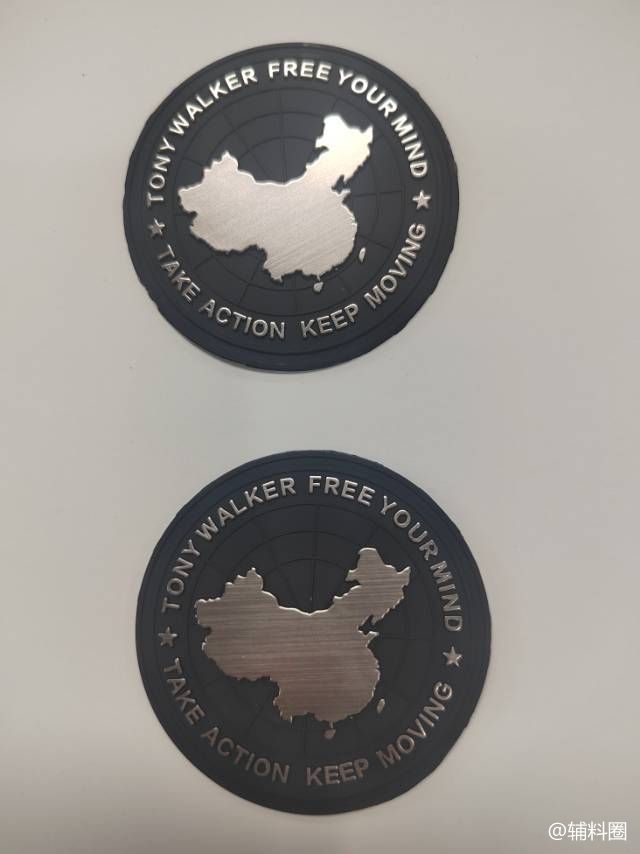 TONY WALKER FREE YOUR MIND
★ TAKE ACTION KEEP MOVING ★
TONY WALKER FREE YOUR MIND
★ TAKE ACTION KEEP MOVING ★
@辅料圈